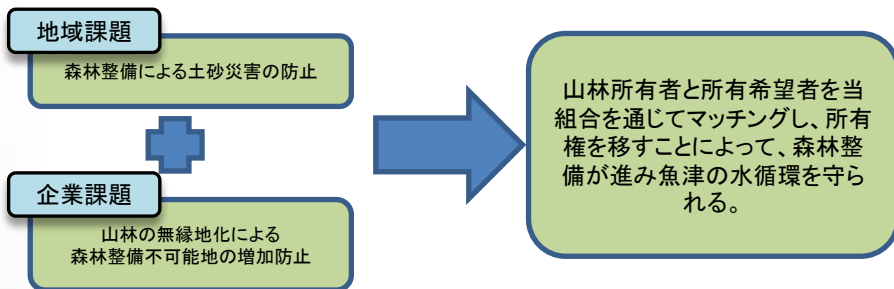 地域課題
森林整備による土砂災害の防止
企業課題
山林の無縁地化による
森林整備不可能地の増加防止
山林所有者と所有希望者を当
組合を通じてマッチングし、所有
権を移すことによって、森林整
備が進み魚津の水循環を守ら
れる。